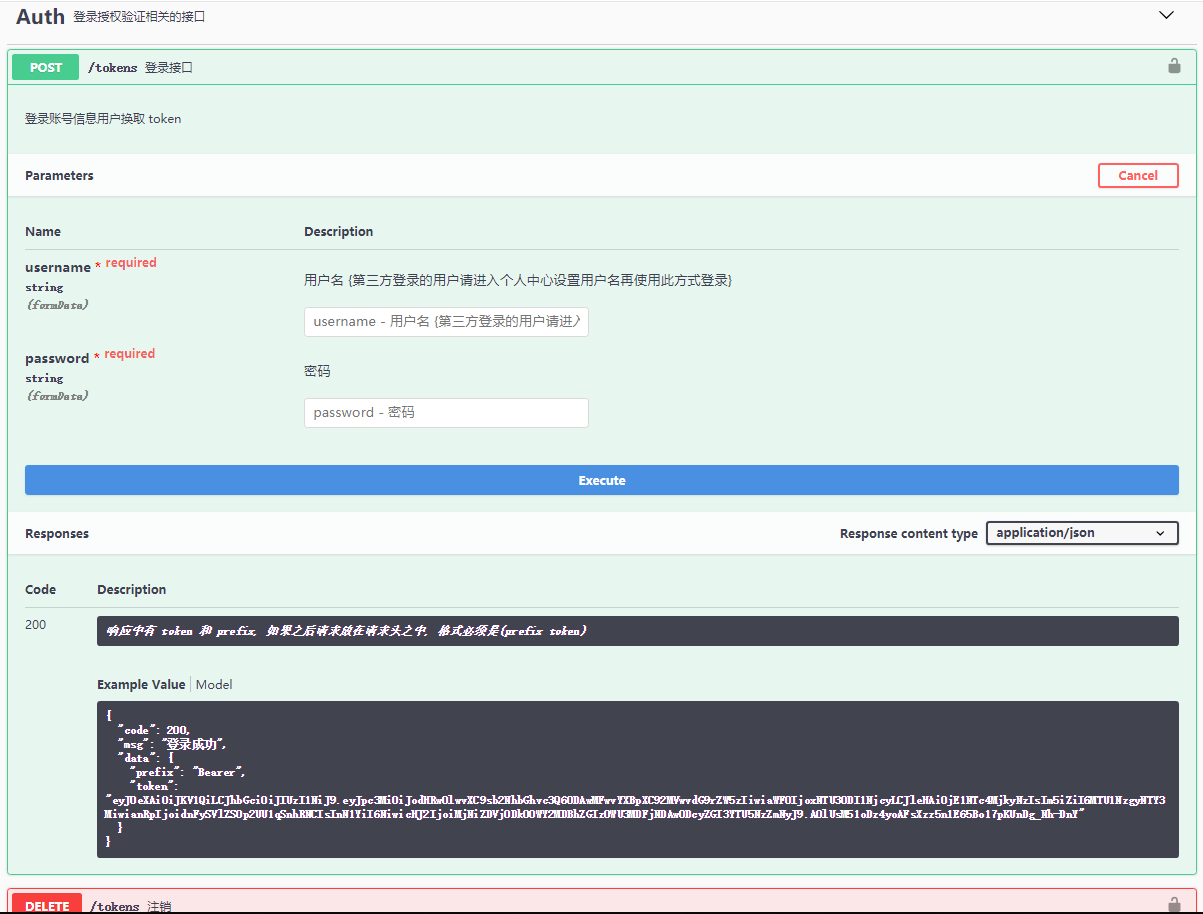 Auth 登录授权验证相关的接口
POST /tokens 登录接口
登录账号信息用户换取 token
Parameters
Cancel
Name Description
username * required
string
(formData)
用户名 {第三方登录的用户请进入个人中心设置用户名再使用此方式登录}
username - 用户名 {第三方登录的用户请进入
password * required
string
(formData)
密码
password - 密码
Execute
Responses
Response content type application/json
Code Description
200 响应中有 token 和 prefix, 如果之后请求放在请求头之中, 格式必须是(prefix token)
Example Value Model
{
"code": 200,
"msg": "登录成功",
"data": {
"prefix": "Bearer",
"token":
}
}
DELETE /tokens 注销